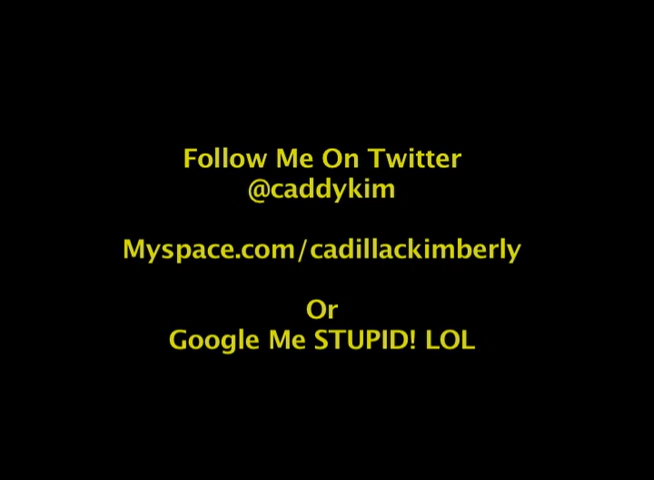 Follow Me On Twitter
@caddykim
Myspace.com/cadillackimberly
Or
Google Me STUPID! LOL